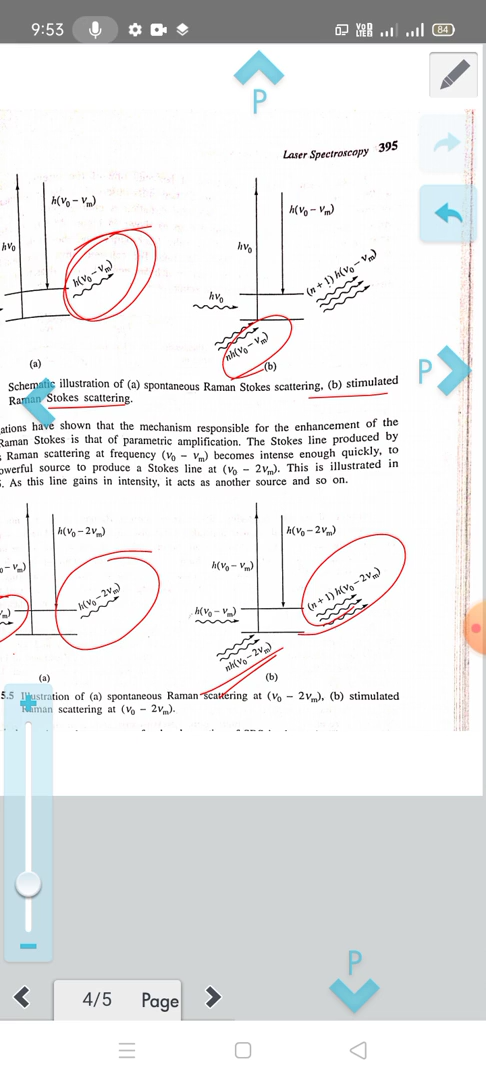 9:53
VoD
LTE
84
P
Laser Spectroscopy 395
h(ν₀ – νₘ)
h(ν₀ – νₘ)
hν₀
hν₀
h(ν₀ – νₘ)
hν₀
(n + 1) h(ν₀ – νₘ)
nh(ν₀ – νₘ)
(a)
(b)
P
Schematic illustration of (a) spontaneous Raman Stokes scattering, (b) stimulated
Raman Stokes scattering.
ations have shown that the mechanism responsible for the enhancement of the
Raman Stokes is that of parametric amplification. The Stokes line produced by
Raman scattering at frequency (ν₀ – νₘ) becomes intense enough quickly, to
owerful source to produce a Stokes line at (ν₀ – 2νₘ). This is illustrated in
. As this line gains in intensity, it acts as another source and so on.
h(ν₀ – 2νₘ)
h(ν₀ – 2νₘ)
₀ – νₘ)
h(ν₀ – νₘ)
h(ν₀ – 2νₘ)
h(ν₀ – νₘ)
(n + 1) h(ν₀ – 2νₘ)
nh(ν₀ – 2νₘ)
(a)
(b)
5.5 Illustration of (a) spontaneous Raman scattering at (ν₀ – 2νₘ), (b) stimulated
Raman scattering at (ν₀ – 2νₘ).
P
4/5 Page